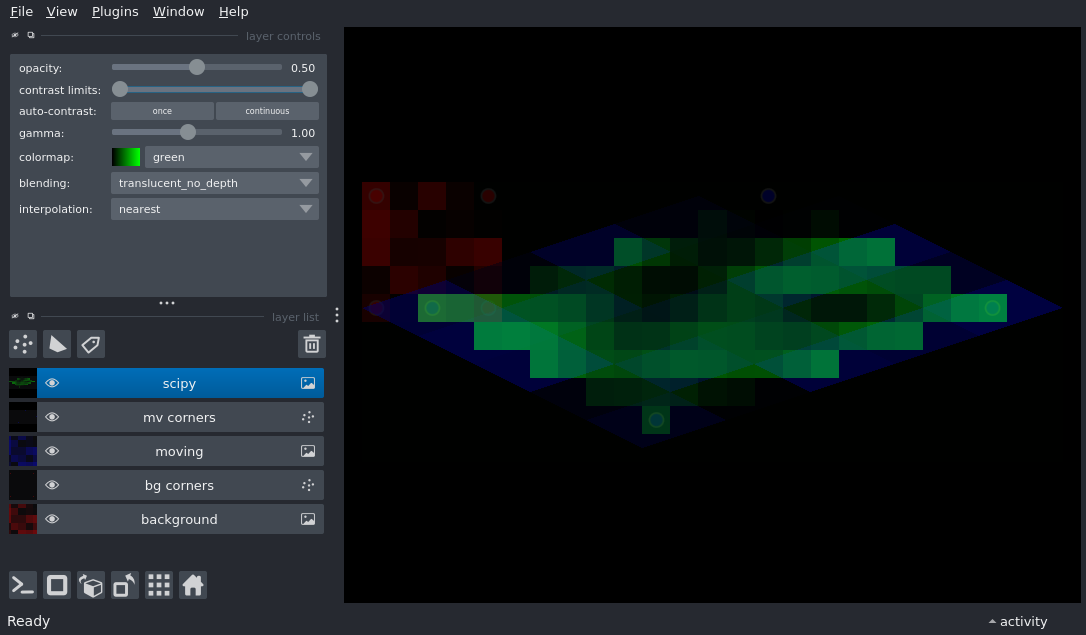 File View Plugins Window Help
layer controls
opacity: 0.50
contrast limits:
auto-contrast: once continuous
gamma: 1.00
colormap: green
blending: translucent_no_depth
interpolation: nearest
layer list
scipy
mv corners
moving
bg corners
background
Ready activity